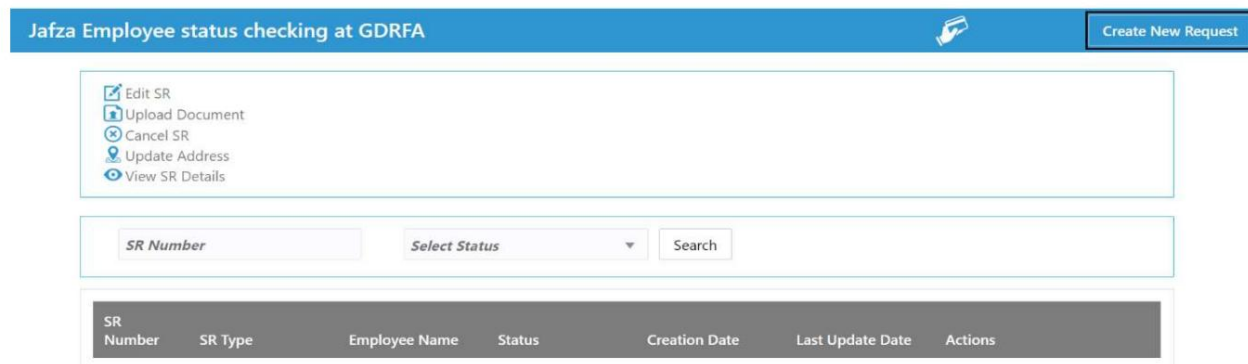 Jafza Employee status checking at GDRFA
Create New Request
Edit SR
Upload Document
Cancel SR
Update Address
View SR Details
SR Number
Select Status
Search
SR
Number SR Type Employee Name Status Creation Date Last Update Date Actions